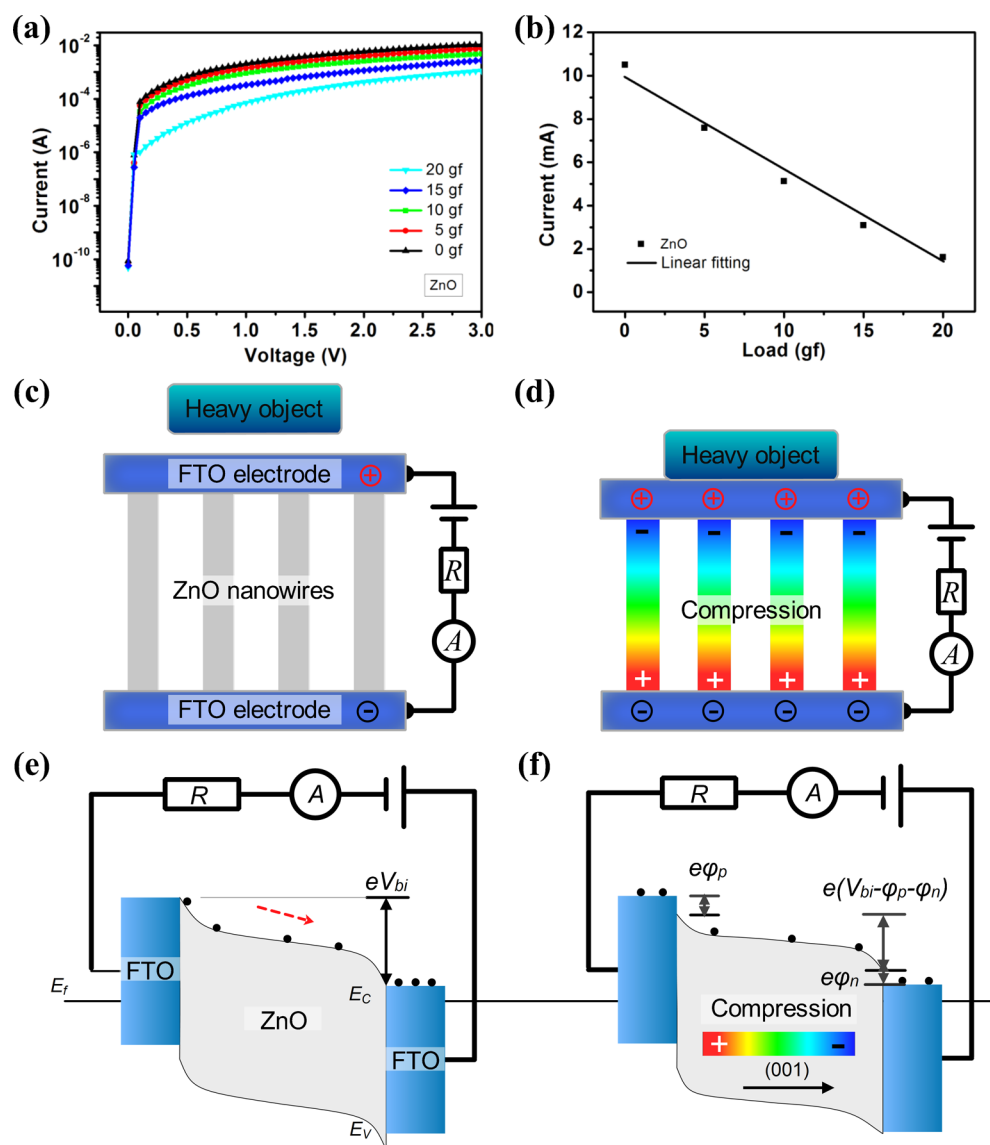 (a)
10⁻²
10⁻⁴
10⁻⁶
10⁻⁸
10⁻¹⁰
Current (A)
20 gf
15 gf
10 gf
5 gf
0 gf
ZnO
0.0 0.5 1.0 1.5 2.0 2.5 3.0
Voltage (V)
(b)
12
10
8
6
4
2
0
Current (mA)
ZnO
Linear fitting
0 5 10 15 20
Load (gf)
(c)
Heavy object
FTO electrode +
ZnO nanowires
R
A
FTO electrode -
(d)
Heavy object
+ + + +
- - - -
Compression
R
A
+ + + +
- - - -
(e)
R A
eV_bi
FTO
E_f
E_C
ZnO
FTO
E_V
(f)
R A
eφ_p
e(V_bi-φ_p-φ_n)
eφ_n
Compression
+ -
(001)